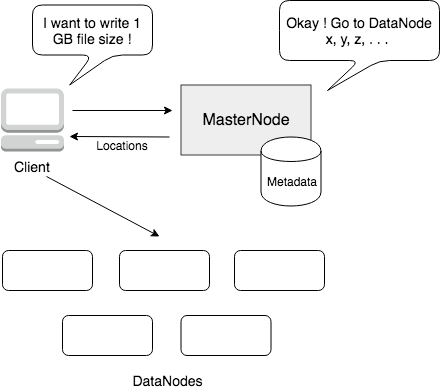 I want to write 1
GB file size !
Okay ! Go to DataNode
x, y, z, . . .
MasterNode
Locations
Metadata
Client
DataNodes